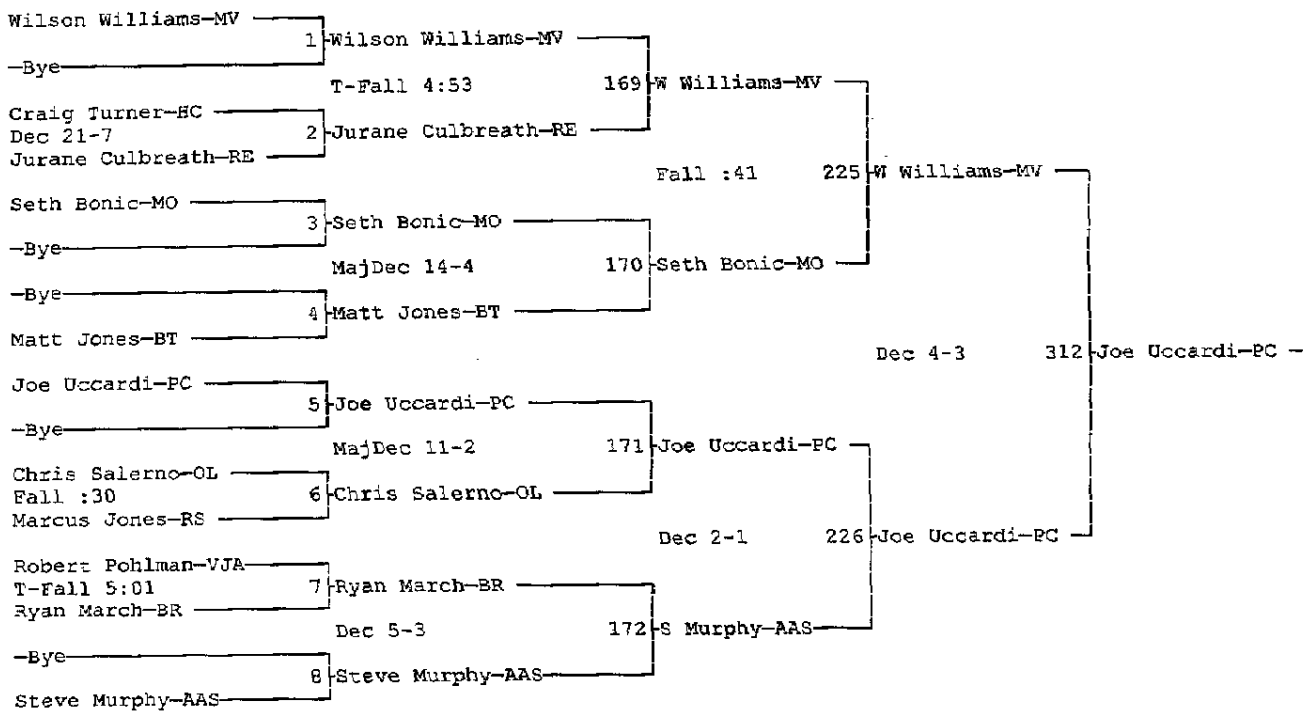 Wilson Williams-MV
1 Wilson Williams-MV
-Bye
T-Fall 4:53 169 W Williams-MV
Craig Turner-HC
Dec 21-7 2 Jurane Culbreath-RE
Jurane Culbreath-RE
Fall :41 225 W Williams-MV
Seth Bonic-MO
3 Seth Bonic-MO
-Bye
MajDec 14-4 170 Seth Bonic-MO
-Bye
4 Matt Jones-BT
Matt Jones-BT
Dec 4-3 312 Joe Uccardi-PC
Joe Uccardi-PC
5 Joe Uccardi-PC
-Bye
MajDec 11-2 171 Joe Uccardi-PC
Chris Salerno-OL
Fall :30 6 Chris Salerno-OL
Marcus Jones-RS
Dec 2-1 226 Joe Uccardi-PC
Robert Pohlman-VJA
T-Fall 5:01 7 Ryan March-BR
Ryan March-BR
Dec 5-3 172 S Murphy-AAS
-Bye
8 Steve Murphy-AAS
Steve Murphy-AAS